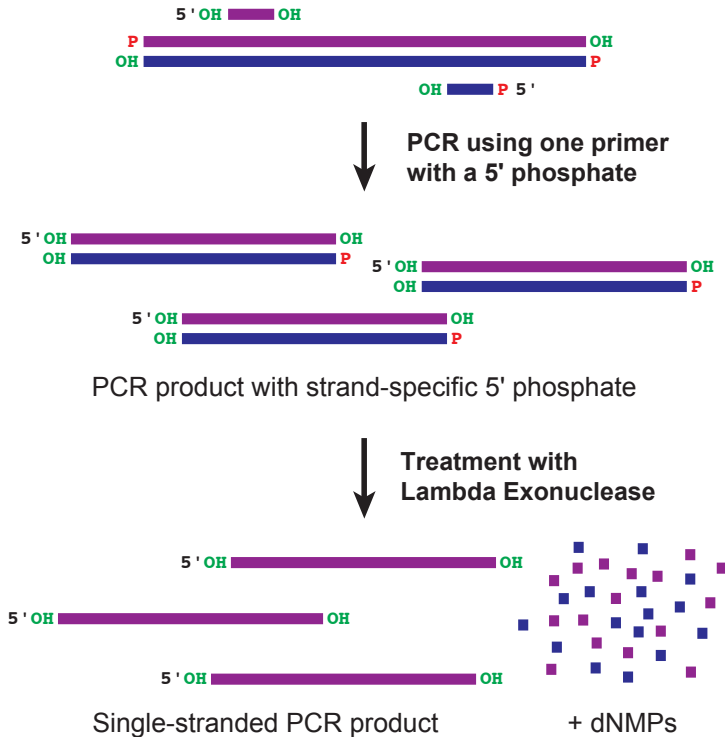 5 ' OH OH
P OH
OH P
OH P 5 '
PCR using one primer
with a 5' phosphate
5 ' OH OH
OH P
5 ' OH OH
OH P
5 ' OH OH
OH P
PCR product with strand-specific 5' phosphate
Treatment with
Lambda Exonuclease
5 ' OH OH
5 ' OH OH
5 ' OH OH
Single-stranded PCR product + dNMPs